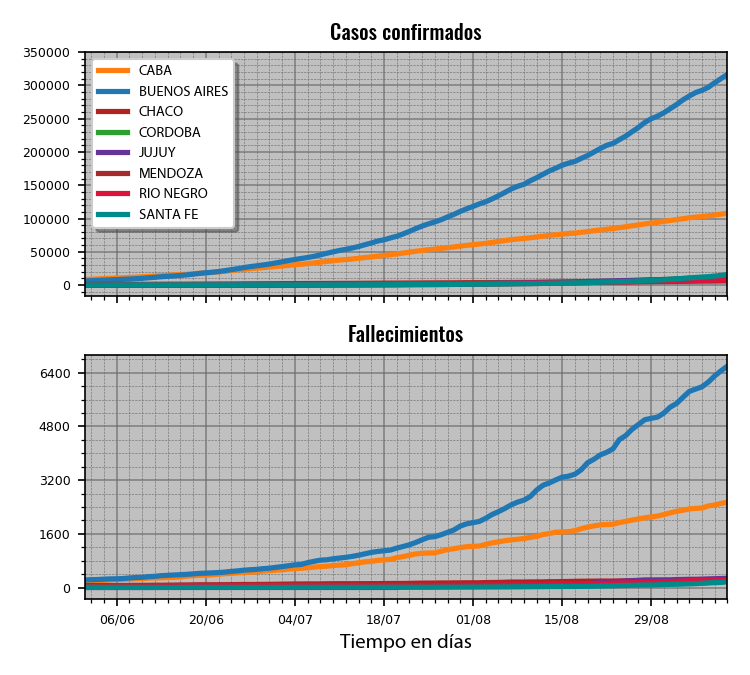 Casos confirmados
350000
300000
250000
200000
150000
100000
50000
0
CABA
BUENOS AIRES
CHACO
CORDOBA
JUJUY
MENDOZA
RIO NEGRO
SANTA FE
Fallecimientos
6400
4800
3200
1600
0
06/06 20/06 04/07 18/07 01/08 15/08 29/08
Tiempo en días